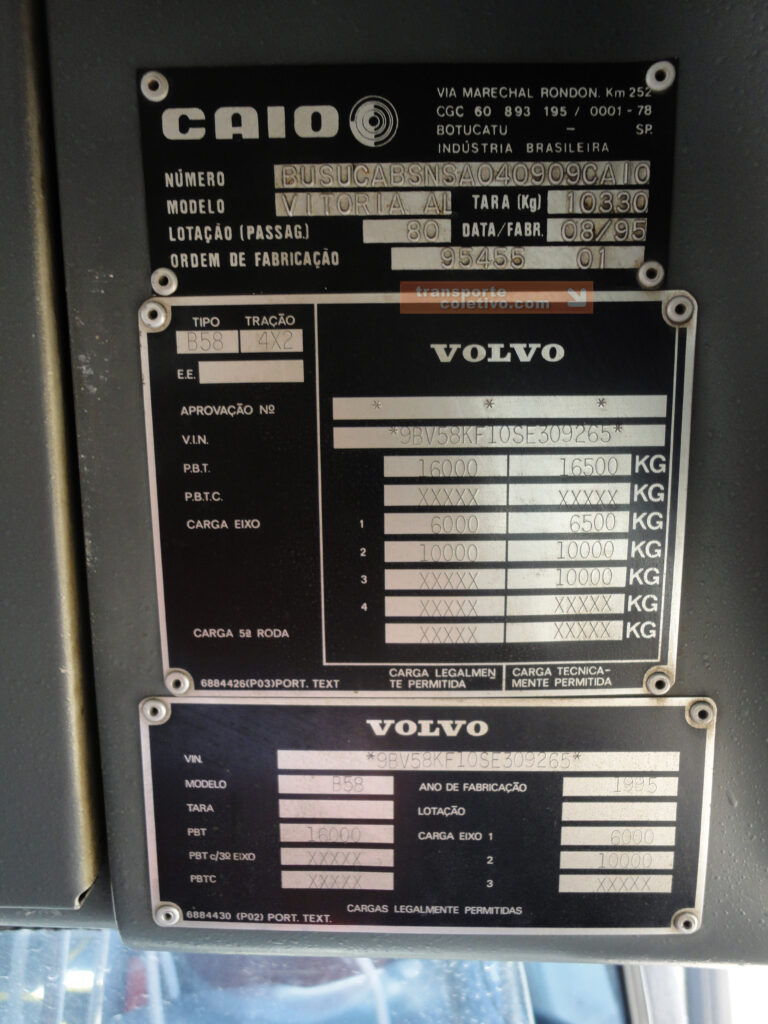 CAIO
VIA MARECHAL RONDON. Km 252
CGC 60 893 195 / 0001 - 78
BOTUCATU - SP.
INDÚSTRIA BRASILEIRA
NÚMERO BUSUCABSNSA040909CAIO
MODELO VITORIA AL TARA (Kg) 10330
LOTAÇÃO (PASSAG.) 80 DATA/FABR. 08/95
ORDEM DE FABRICAÇÃO 95456 01
transporte
coletivo.com
TIPO TRAÇÃO
B58 4X2
VOLVO
E.E.
APROVAÇÃO Nº * * *
V.I.N. *9BV58KF10SE309265*
P.B.T. 16000 16500 KG
P.B.T.C. XXXXX XXXXX KG
CARGA EIXO 1 6000 6500 KG
2 10000 10000 KG
3 XXXXX 10000 KG
4 XXXXX XXXXX KG
CARGA 5ª RODA XXXXX XXXXX KG
CARGA LEGALMEN CARGA TECNICA-
6884426(P03)PORT. TEXT TE PERMITIDA MENTE PERMITIDA
VOLVO
VIN. *9BV58KF10SE309265*
MODELO B58 ANO DE FABRICAÇÃO 1995
TARA LOTAÇÃO
PBT 16000 CARGA EIXO 1 6000
PBT c/3º EIXO XXXXX 2 10000
PBTC XXXXX 3 XXXXX
CARGAS LEGALMENTE PERMITIDAS
6884430 (P02) PORT. TEXT.